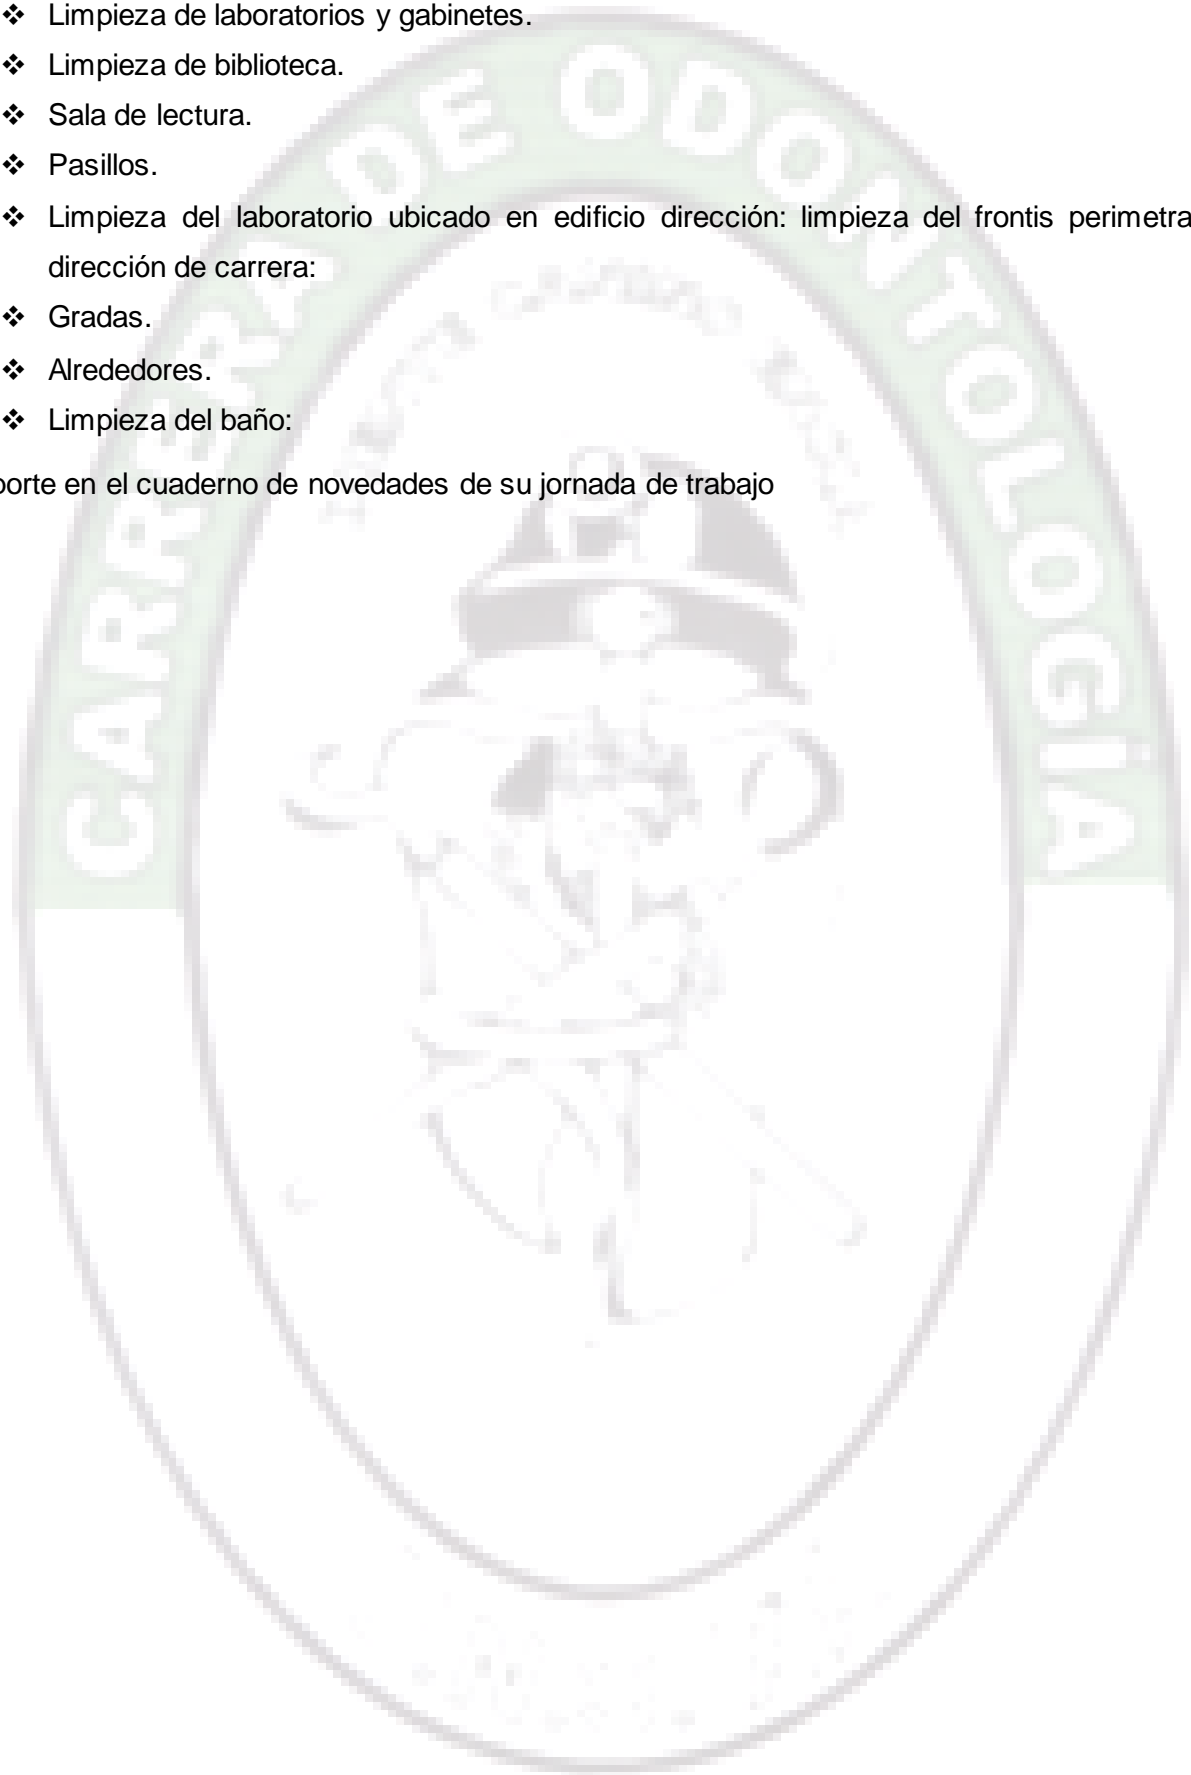 ❖ Limpieza de laboratorios y gabinetes.
❖ Limpieza de biblioteca.
❖ Sala de lectura.
❖ Pasillos.
❖ Limpieza del laboratorio ubicado en edificio dirección: limpieza del frontis perimetra
dirección de carrera:
❖ Gradas.
❖ Alrededores.
❖ Limpieza del baño:
porte en el cuaderno de novedades de su jornada de trabajo
CARRERA DE ODONTOLOGÍA